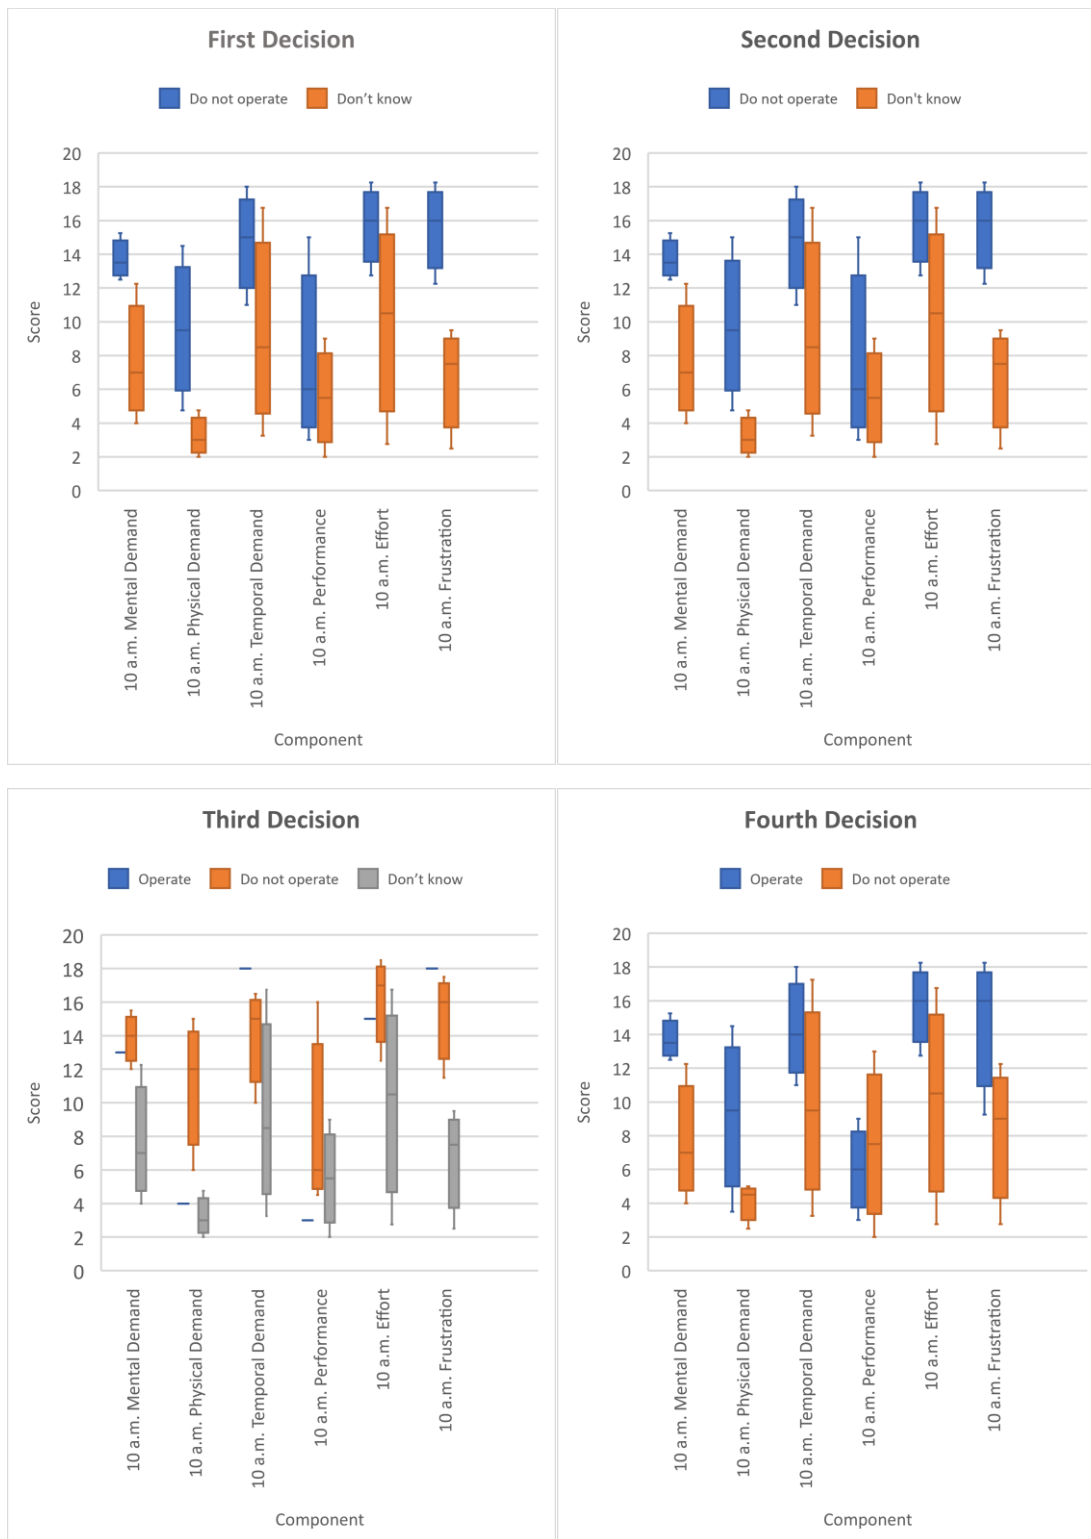 First Decision
Do not operate Don’t know
20
18
16
14
12
10
8
6
4
2
0
Score
10 a.m. Mental Demand
10 a.m. Physical Demand
10 a.m. Temporal Demand
10 a.m. Performance
10 a.m. Effort
10 a.m. Frustration
Component
Second Decision
Do not operate Don't know
20
18
16
14
12
10
8
6
4
2
0
Score
10 a.m. Mental Demand
10 a.m. Physical Demand
10 a.m. Temporal Demand
10 a.m. Performance
10 a.m. Effort
10 a.m. Frustration
Component
Third Decision
Operate Do not operate Don’t know
20
18
16
14
12
10
8
6
4
2
0
Score
10 a.m. Mental Demand
10 a.m. Physical Demand
10 a.m. Temporal Demand
10 a.m. Performance
10 a.m. Effort
10 a.m. Frustration
Component
Fourth Decision
Operate Do not operate
20
18
16
14
12
10
8
6
4
2
0
Score
10 a.m. Mental Demand
10 a.m. Physical Demand
10 a.m. Temporal Demand
10 a.m. Performance
10 a.m. Effort
10 a.m. Frustration
Component